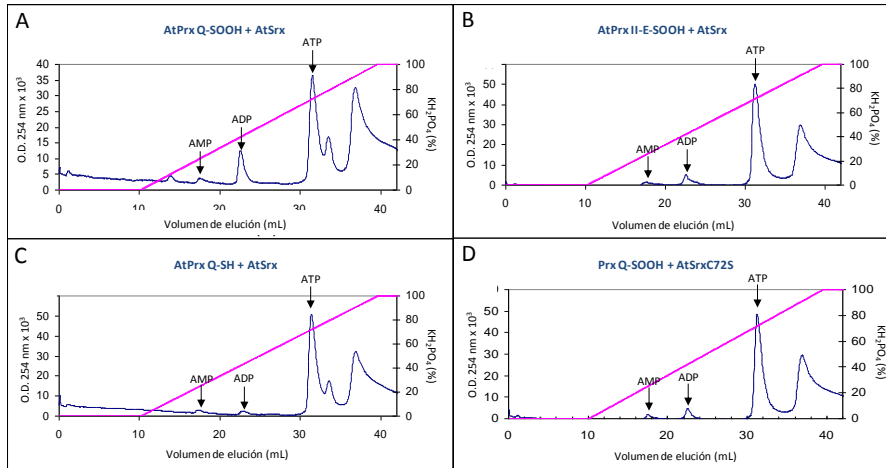 A
AtPrx Q-SOOH + AtSrx
O.D. 254 nm x 10³
40
35
30
25
20
15
10
5
0
AMP
ADP
ATP
100
80
60
40
20
0
KH₂PO₄ (%)
0 10 20 30 40
Volumen de elución (mL)
B
AtPrx II-E-SOOH + AtSrx
O.D. 254 nm x 10³
50
40
30
20
10
0
AMP
ADP
ATP
100
80
60
40
20
0
KH₂PO₄ (%)
0 10 20 30 40
Volumen de elución (mL)
C
AtPrx Q-SH + AtSrx
O.D. 254 nm x 10³
50
40
30
20
10
0
AMP
ADP
ATP
100
80
60
40
20
0
KH₂PO₄ (%)
0 10 20 30 40
Volumen de elución (mL)
D
Prx Q-SOOH + AtSrxC72S
O.D. 254 nm x 10³
50
40
30
20
10
0
AMP
ADP
ATP
100
80
60
40
20
0
KH₂PO₄ (%)
0 10 20 30 40
Volumen de elución (mL)